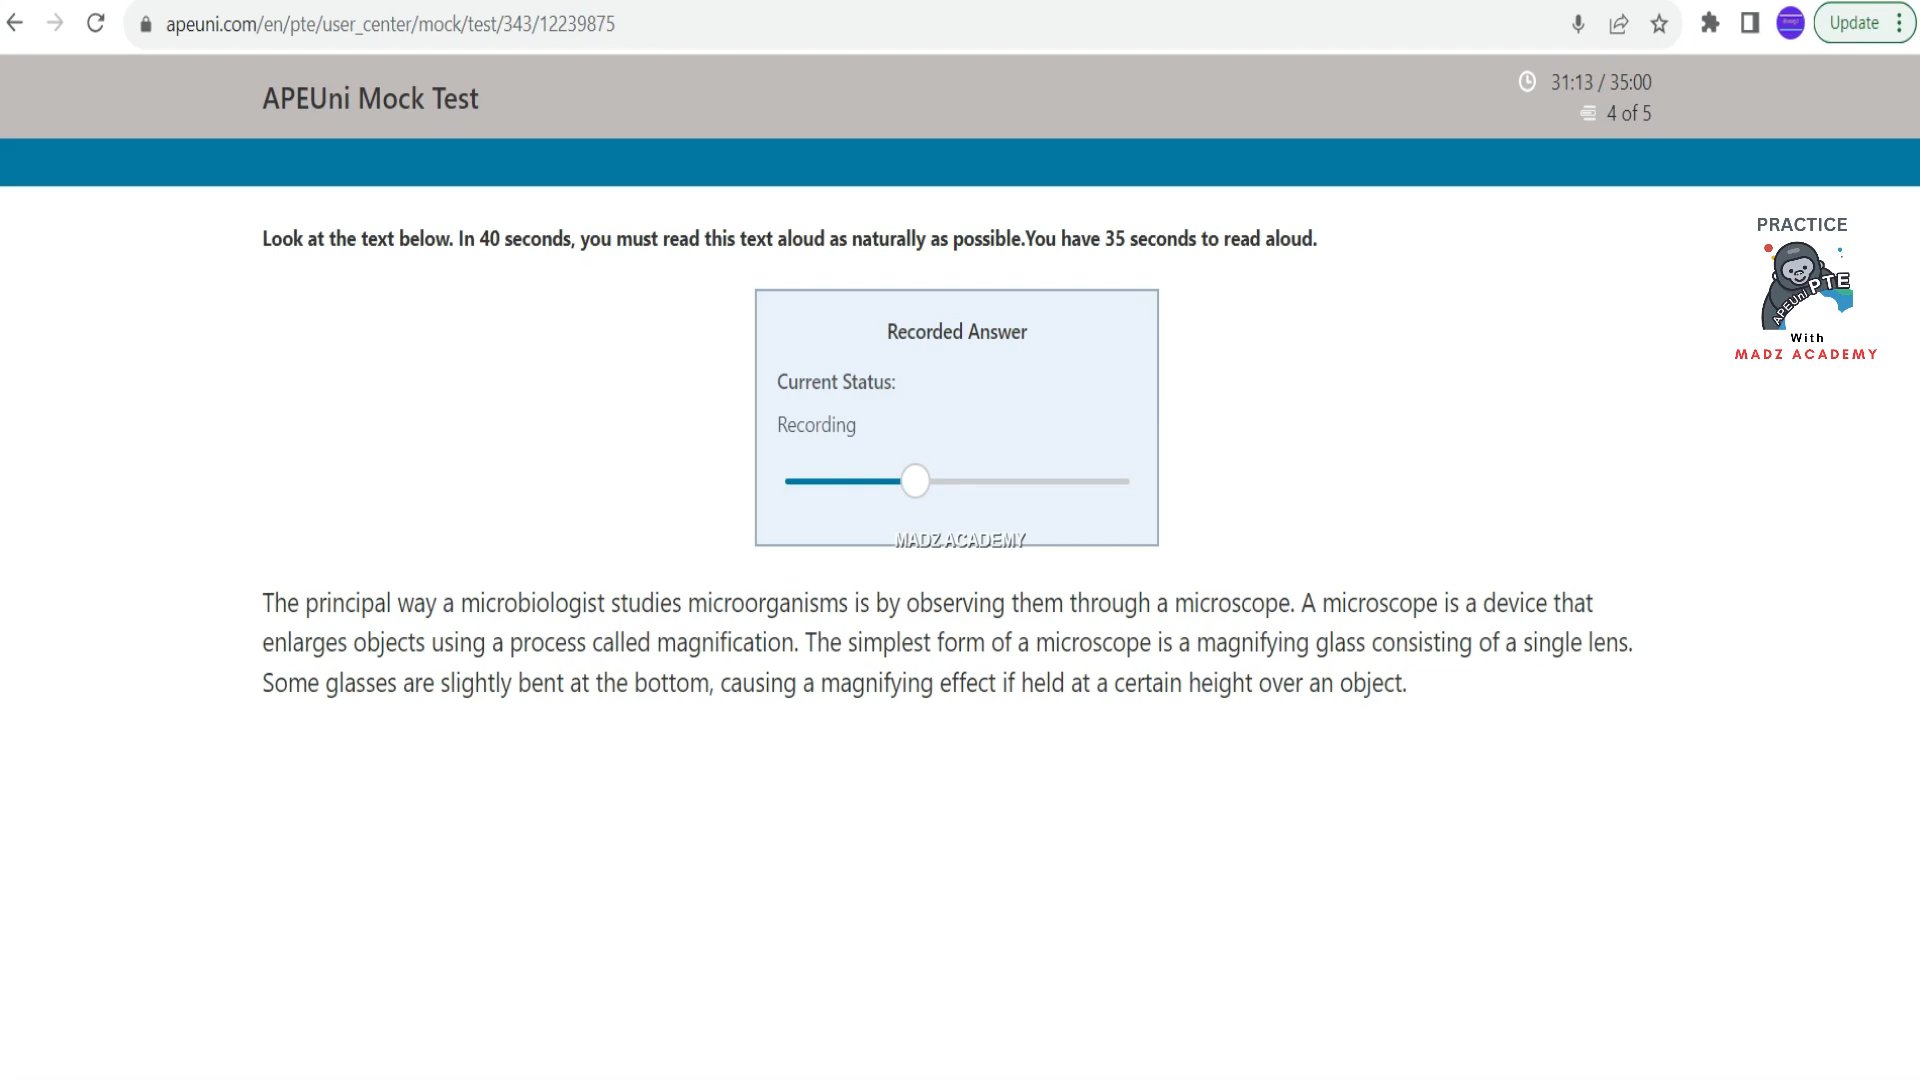 apeuni.com/en/pte/user_center/mock/test/343/12239875
Update
APEUni Mock Test
31:13 / 35:00
4 of 5
Look at the text below. In 40 seconds, you must read this text aloud as naturally as possible.You have 35 seconds to read aloud.
PRACTICE
APEUni PTE
With
MADZ ACADEMY
Recorded Answer
Current Status:
Recording
MADZ ACADEMY
The principal way a microbiologist studies microorganisms is by observing them through a microscope. A microscope is a device that
enlarges objects using a process called magnification. The simplest form of a microscope is a magnifying glass consisting of a single lens.
Some glasses are slightly bent at the bottom, causing a magnifying effect if held at a certain height over an object.